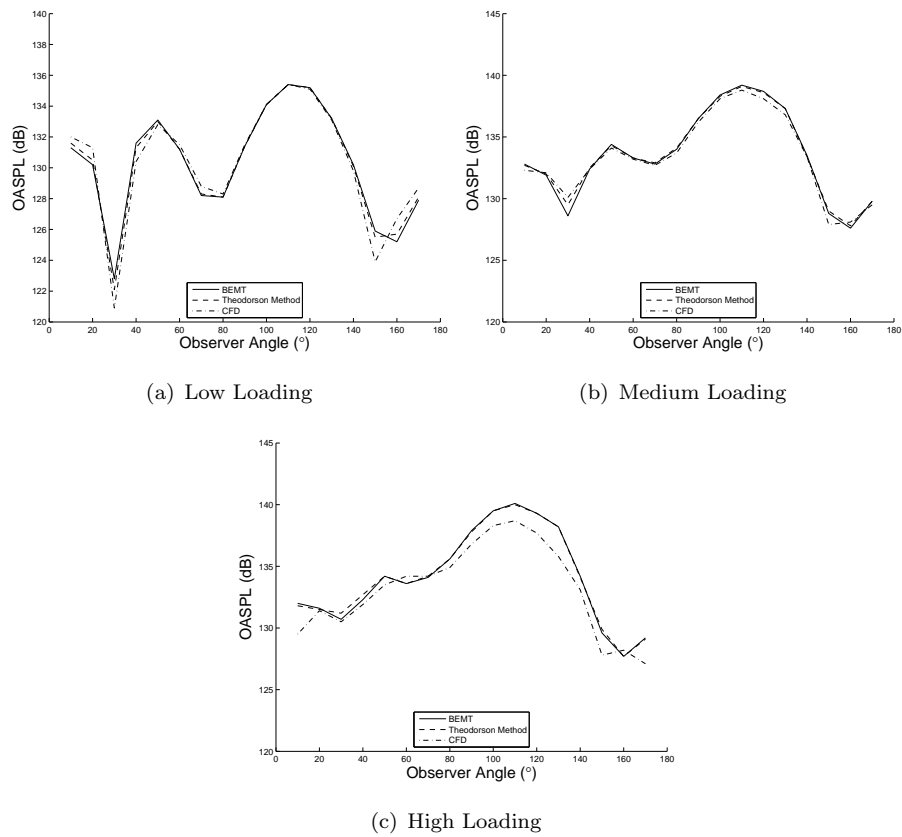 140
138
136
134
132
130
128
126
124
122
120
OASPL (dB)
0 20 40 60 80 100 120 140 160 180
Observer Angle (°)
BEMT
Theodorson Method
CFD
(a) Low Loading
145
140
135
130
125
120
OASPL (dB)
0 20 40 60 80 100 120 140 160 180
Observer Angle (°)
BEMT
Theodorson Method
CFD
(b) Medium Loading
145
140
135
130
125
120
OASPL (dB)
0 20 40 60 80 100 120 140 160 180
Observer Angle (°)
BEMT
Theodorson Method
CFD
(c) High Loading